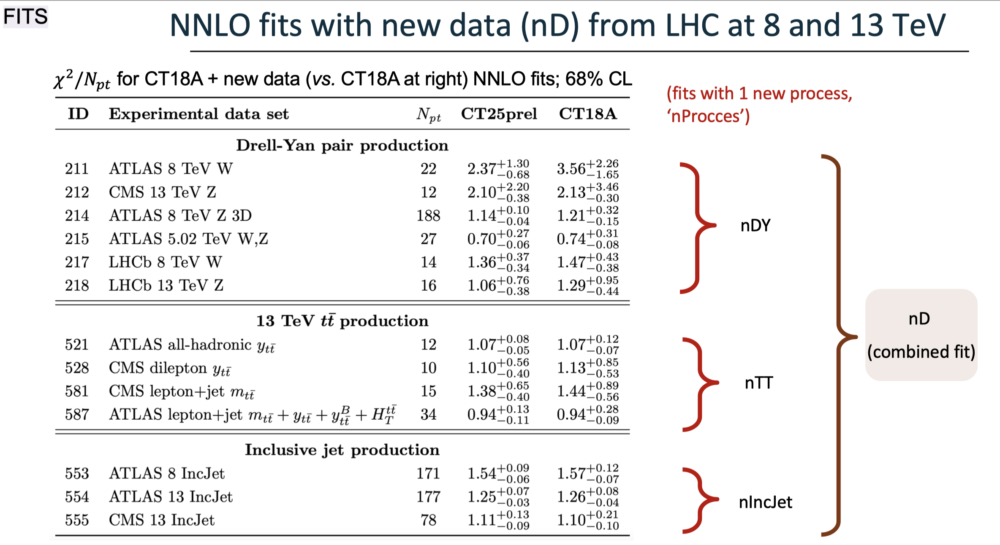 FITS
NNLO fits with new data (nD) from LHC at 8 and 13 TeV
χ²/N_pt for CT18A + new data (vs. CT18A at right) NNLO fits; 68% CL
(fits with 1 new process,
‘nProcces’)
ID Experimental data set N_pt CT25prel CT18A
Drell-Yan pair production
211 ATLAS 8 TeV W 22 2.37^{+1.30}_{−0.68} 3.56^{+2.26}_{−1.65}
212 CMS 13 TeV Z 12 2.10^{+2.20}_{−0.38} 2.13^{+3.46}_{−0.30}
214 ATLAS 8 TeV Z 3D 188 1.14^{+0.10}_{−0.04} 1.21^{+0.32}_{−0.15}
215 ATLAS 5.02 TeV W,Z 27 0.70^{+0.27}_{−0.06} 0.74^{+0.31}_{−0.08}
217 LHCb 8 TeV W 14 1.36^{+0.37}_{−0.34} 1.47^{+0.43}_{−0.38}
218 LHCb 13 TeV Z 16 1.06^{+0.76}_{−0.38} 1.29^{+0.95}_{−0.44}
nDY
13 TeV tt̄ production
521 ATLAS all-hadronic y_{tt̄} 12 1.07^{+0.08}_{−0.05} 1.07^{+0.12}_{−0.07}
528 CMS dilepton y_{tt̄} 10 1.10^{+0.56}_{−0.40} 1.13^{+0.85}_{−0.53}
581 CMS lepton+jet m_{tt̄} 15 1.38^{+0.65}_{−0.40} 1.44^{+0.89}_{−0.56}
587 ATLAS lepton+jet m_{tt̄} + y_{tt̄} + y^{B}_{tt̄} + H^{tt̄}_{T} 34 0.94^{+0.13}_{−0.11} 0.94^{+0.28}_{−0.09}
nTT
Inclusive jet production
553 ATLAS 8 IncJet 171 1.54^{+0.09}_{−0.06} 1.57^{+0.12}_{−0.07}
554 ATLAS 13 IncJet 177 1.25^{+0.07}_{−0.03} 1.26^{+0.08}_{−0.04}
555 CMS 13 IncJet 78 1.11^{+0.13}_{−0.09} 1.10^{+0.21}_{−0.10}
nIncJet
nD
(combined fit)